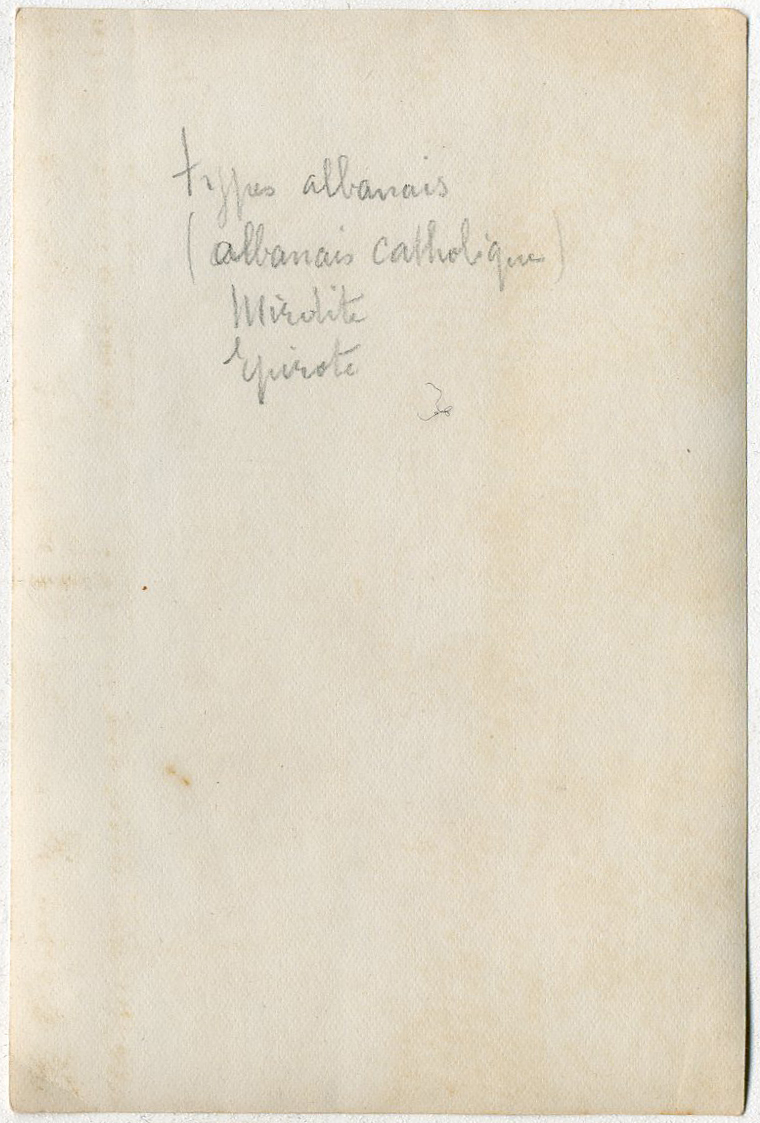 types albanais
(albanais catholique)
Mirdite
Epirote